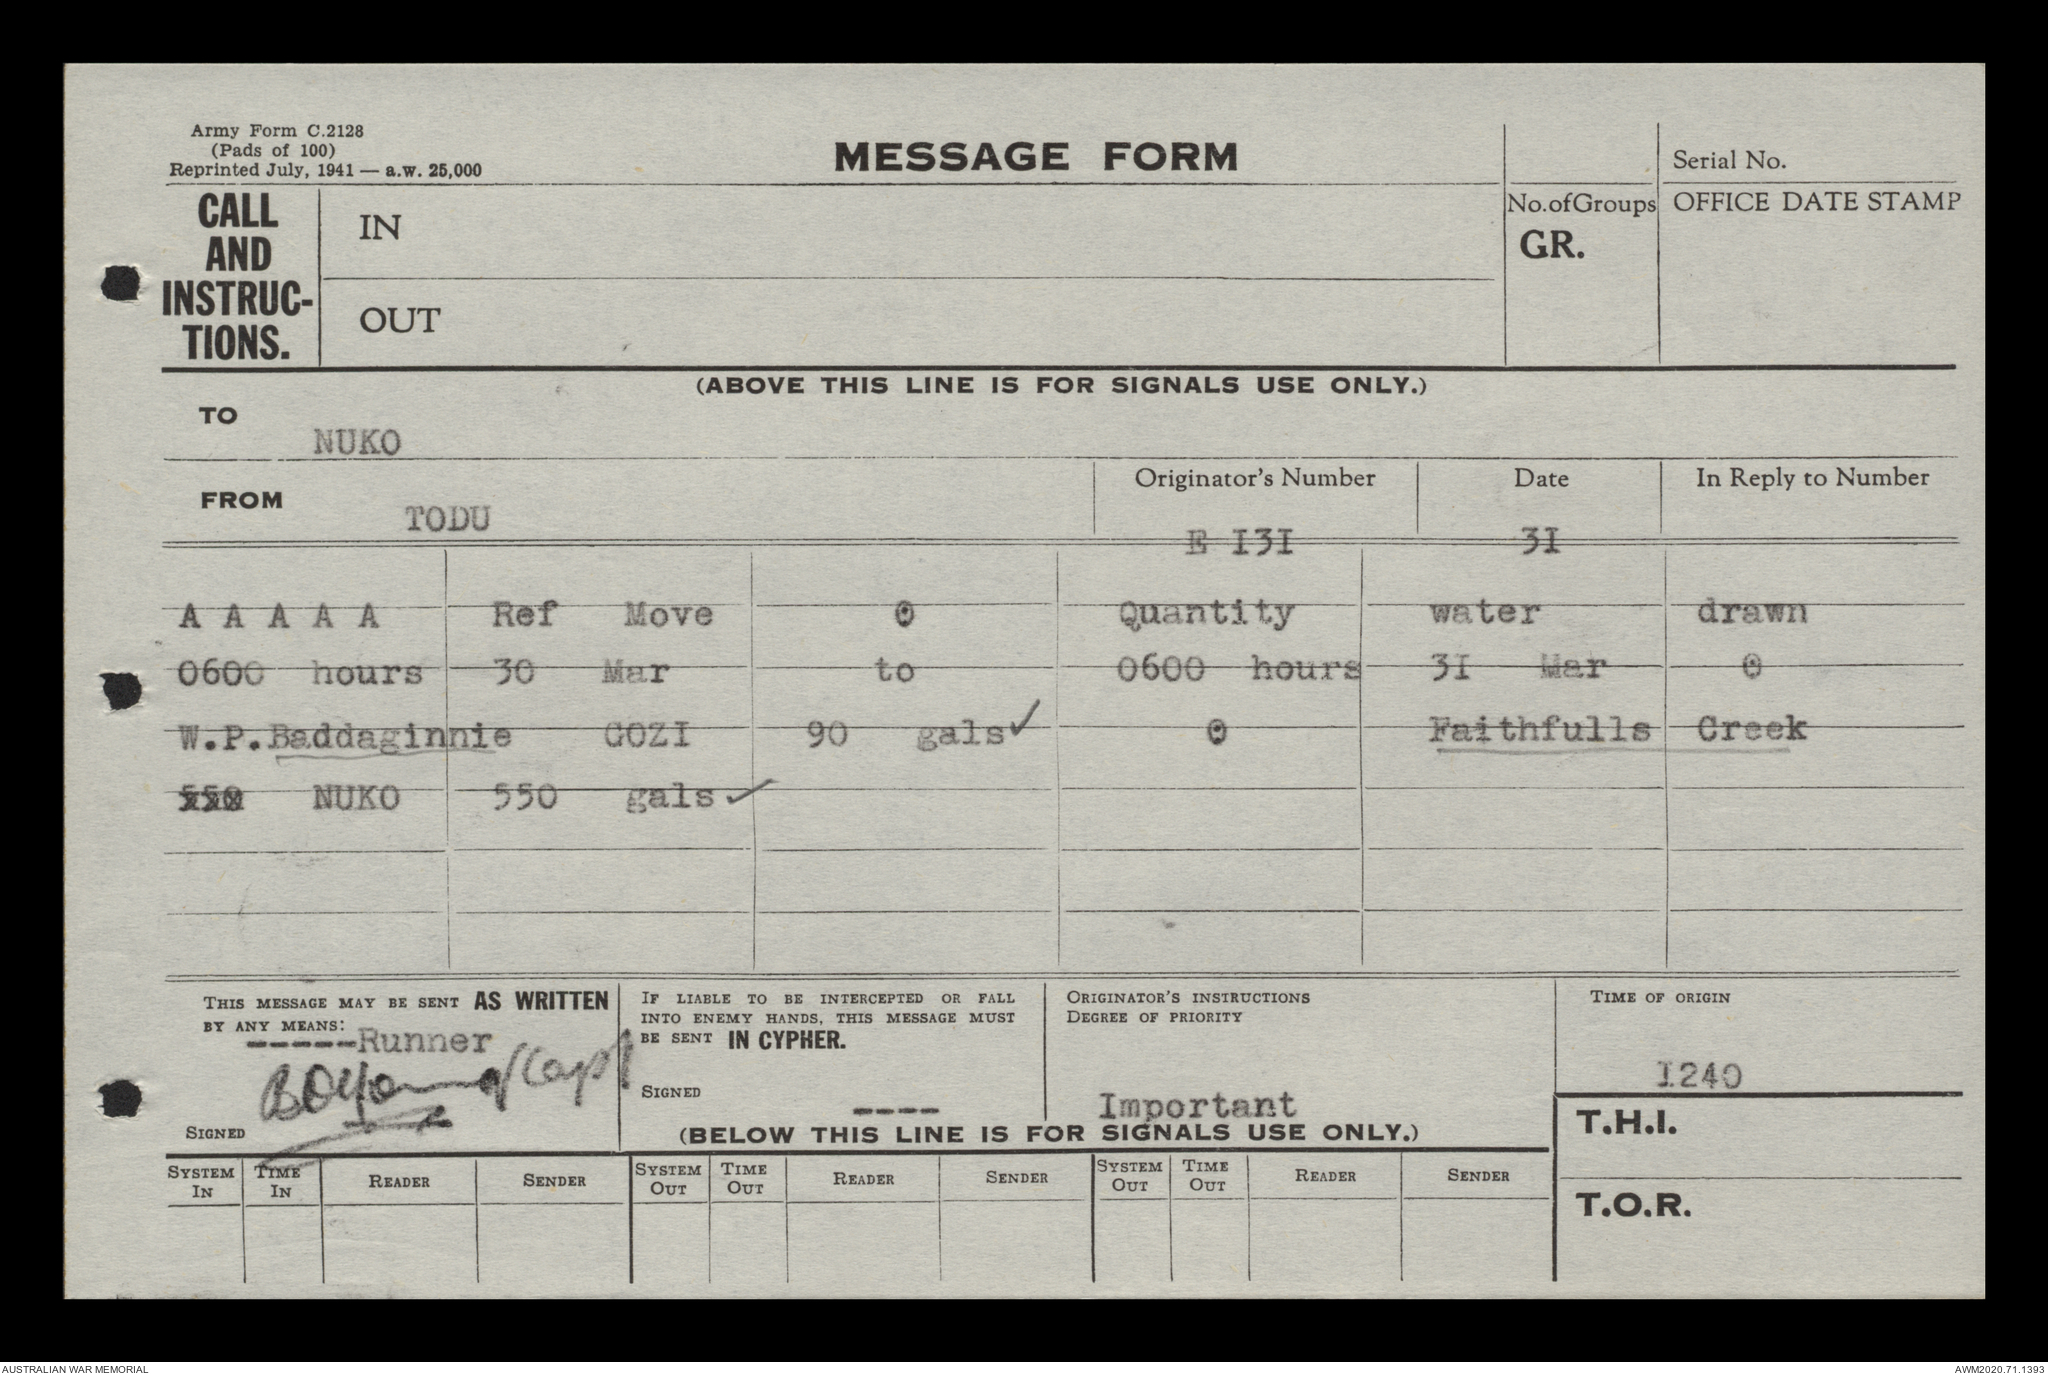 Army Form C.2128
(Pads of 100)
Reprinted July, 1941 — a.w. 25,000
MESSAGE FORM
Serial No.
CALL AND INSTRUC-TIONS.
IN
OUT
No. of Groups
GR.
OFFICE DATE STAMP
(ABOVE THIS LINE IS FOR SIGNALS USE ONLY.)
TO
NUKO
FROM
TODU
Originator's Number
Date
In Reply to Number
E I3I
3I
A A A A A Ref Move 0 Quantity water drawn
0600 hours 30 Mar to 0600 hours 3I Mar 0
W.P.Baddaginnie GOZI 90 gals✓ 0 Faithfulls Creek
550 NUKO 550 gals ✓
THIS MESSAGE MAY BE SENT AS WRITTEN
BY ANY MEANS:
-----Runner
Capt
SIGNED
IF LIABLE TO BE INTERCEPTED OR FALL
INTO ENEMY HANDS, THIS MESSAGE MUST
BE SENT IN CYPHER.
SIGNED
----
ORIGINATOR'S INSTRUCTIONS
DEGREE OF PRIORITY
Important
TIME OF ORIGIN
I240
(BELOW THIS LINE IS FOR SIGNALS USE ONLY.)
T.H.I.
T.O.R.
SYSTEM IN TIME IN READER SENDER SYSTEM OUT TIME OUT READER SENDER SYSTEM OUT TIME OUT READER SENDER
AUSTRALIAN WAR MEMORIAL
AWM2020.71.1393